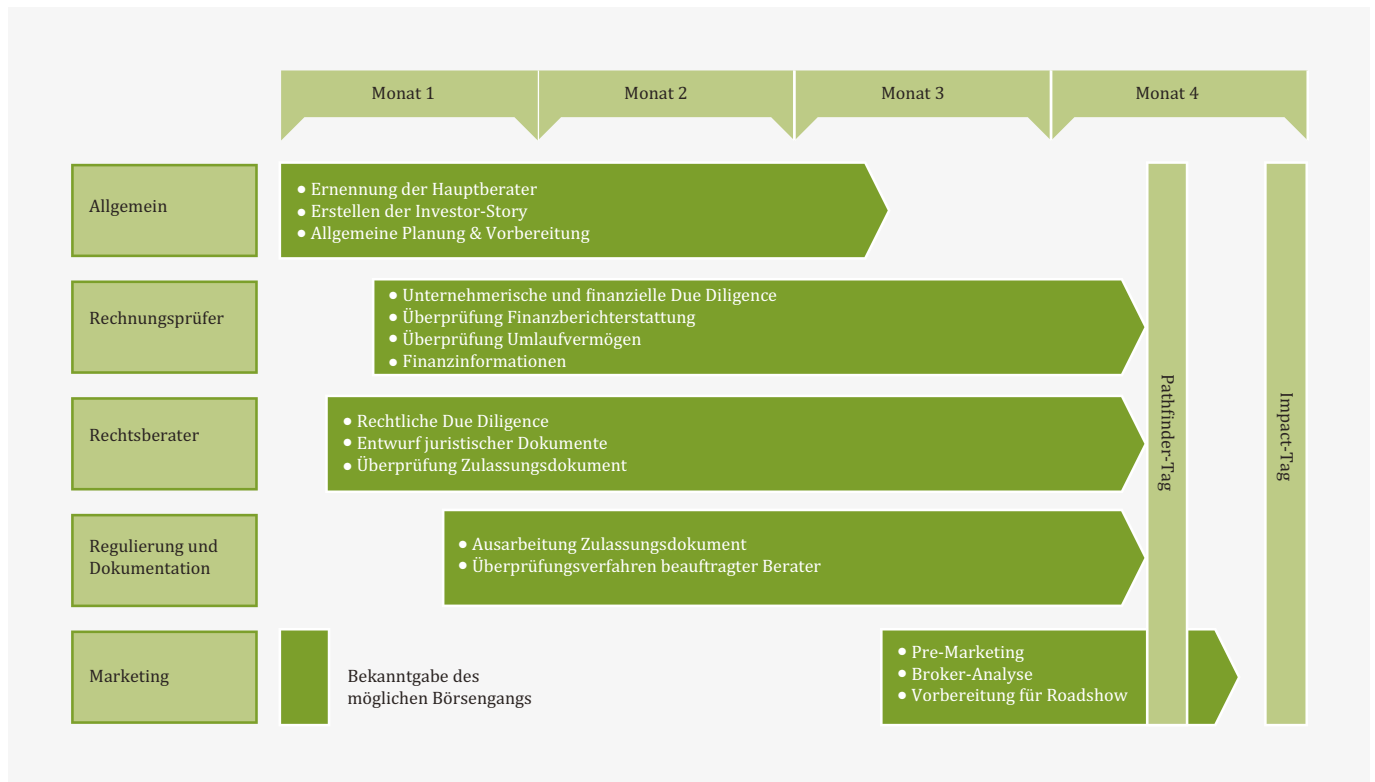 Monat 1
Monat 2
Monat 3
Monat 4
Allgemein
• Ernennung der Hauptberater
• Erstellen der Investor-Story
• Allgemeine Planung & Vorbereitung
Rechnungsprüfer
• Unternehmerische und finanzielle Due Diligence
• Überprüfung Finanzberichterstattung
• Überprüfung Umlaufvermögen
• Finanzinformationen
Rechtsberater
• Rechtliche Due Diligence
• Entwurf juristischer Dokumente
• Überprüfung Zulassungsdokument
Regulierung und
Dokumentation
• Ausarbeitung Zulassungsdokument
• Überprüfungsverfahren beauftragter Berater
Marketing
Bekanntgabe des
möglichen Börsengangs
• Pre-Marketing
• Broker-Analyse
• Vorbereitung für Roadshow
Pathfinder-Tag
Impact-Tag